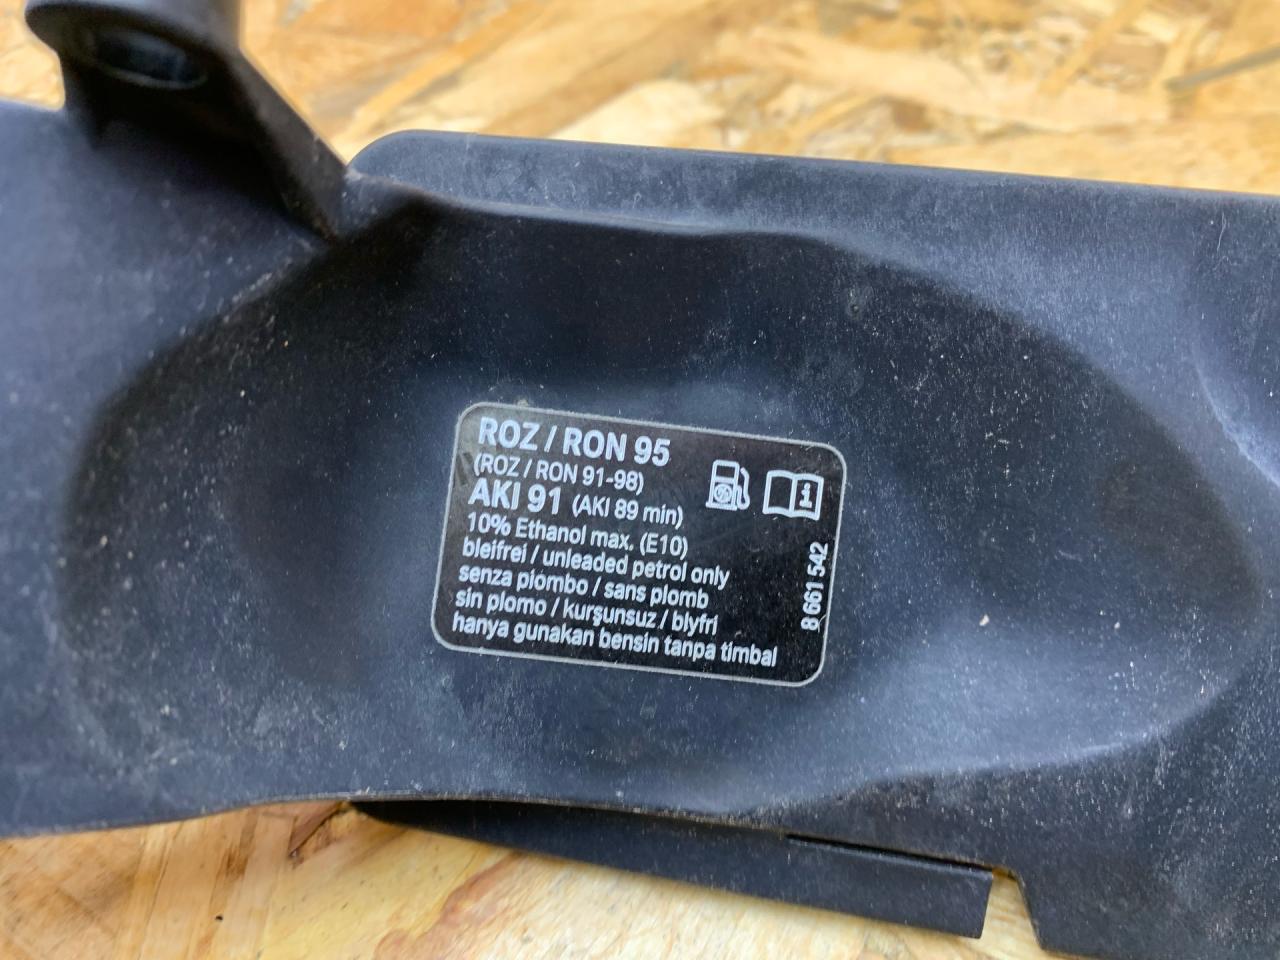 ROZ / RON 95
(ROZ / RON 91-98)
AKI 91 (AKI 89 min)
10% Ethanol max. (E10)
bleifrei / unleaded petrol only
senza piombo / sans plomb
sin plomo / kurşunsuz / blyfri
hanya gunakan bensin tanpa timbal
8 661 542